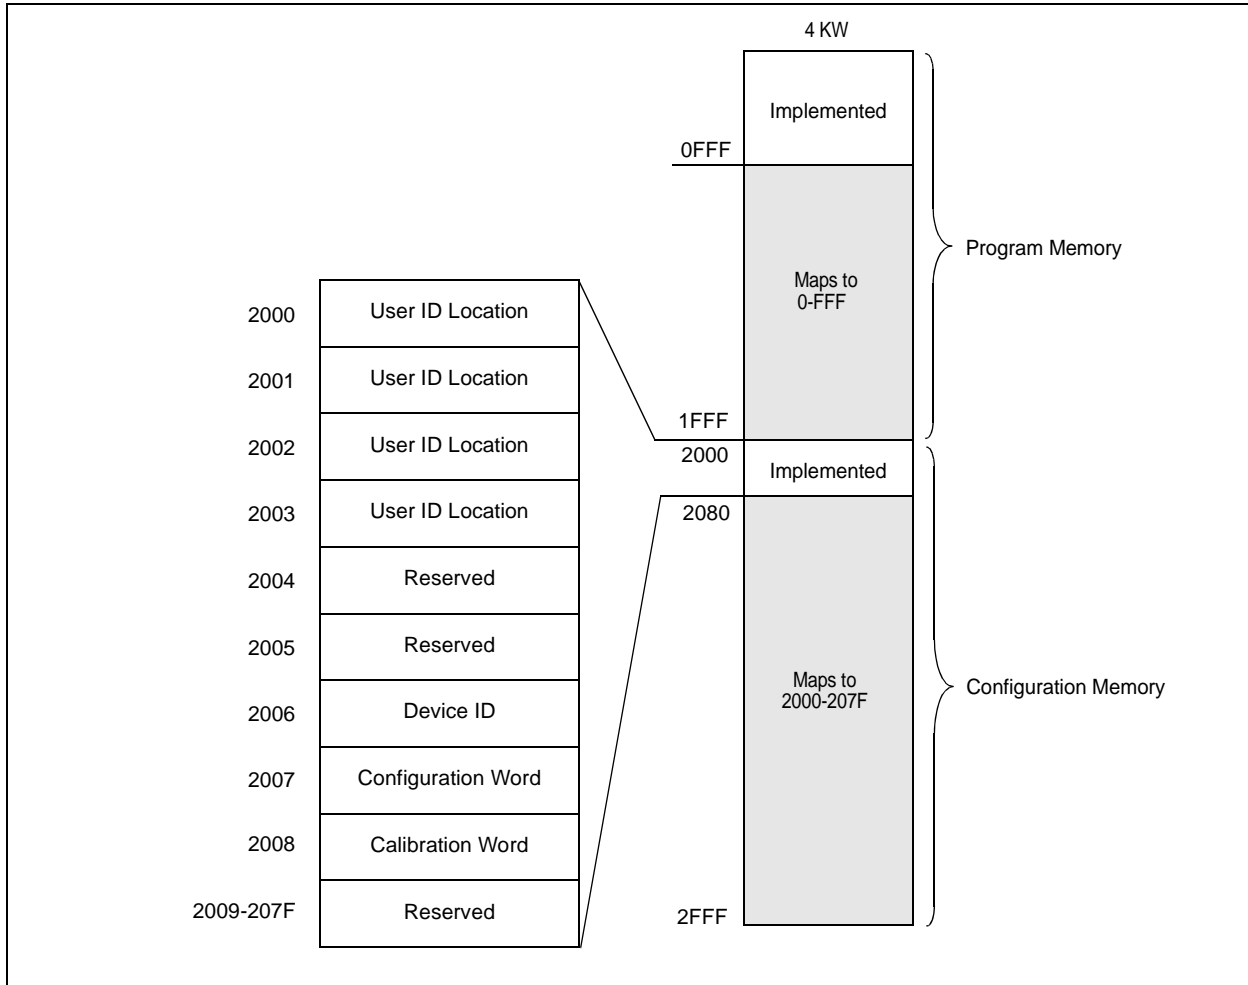 4 KW
Implemented
0FFF
Program Memory
Maps to
0-FFF
1FFF
2000
Implemented
2080
Maps to
2000-207F
Configuration Memory
2FFF
2000 User ID Location
2001 User ID Location
2002 User ID Location
2003 User ID Location
2004 Reserved
2005 Reserved
2006 Device ID
2007 Configuration Word
2008 Calibration Word
2009-207F Reserved